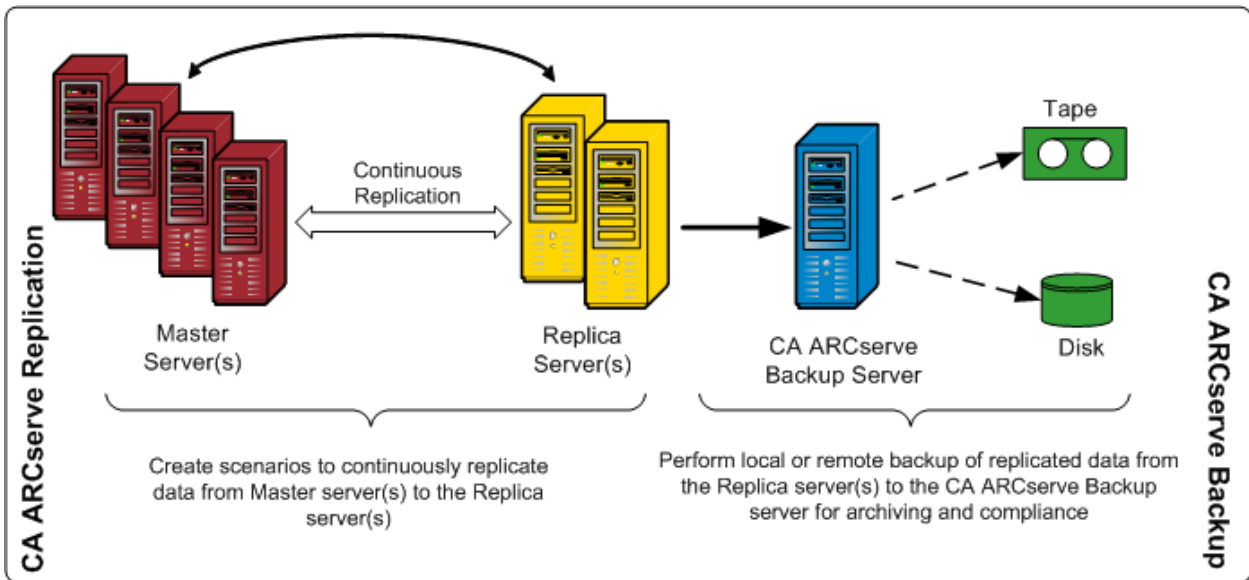 CA ARCserve Replication
Continuous
Replication
Master
Server(s)
Replica
Server(s)
CA ARCserve
Backup Server
Tape
Disk
Create scenarios to continuously replicate
data from Master server(s) to the Replica
server(s)
Perform local or remote backup of replicated data from
the Replica server(s) to the CA ARCserve Backup
server for archiving and compliance
CA ARCserve Backup